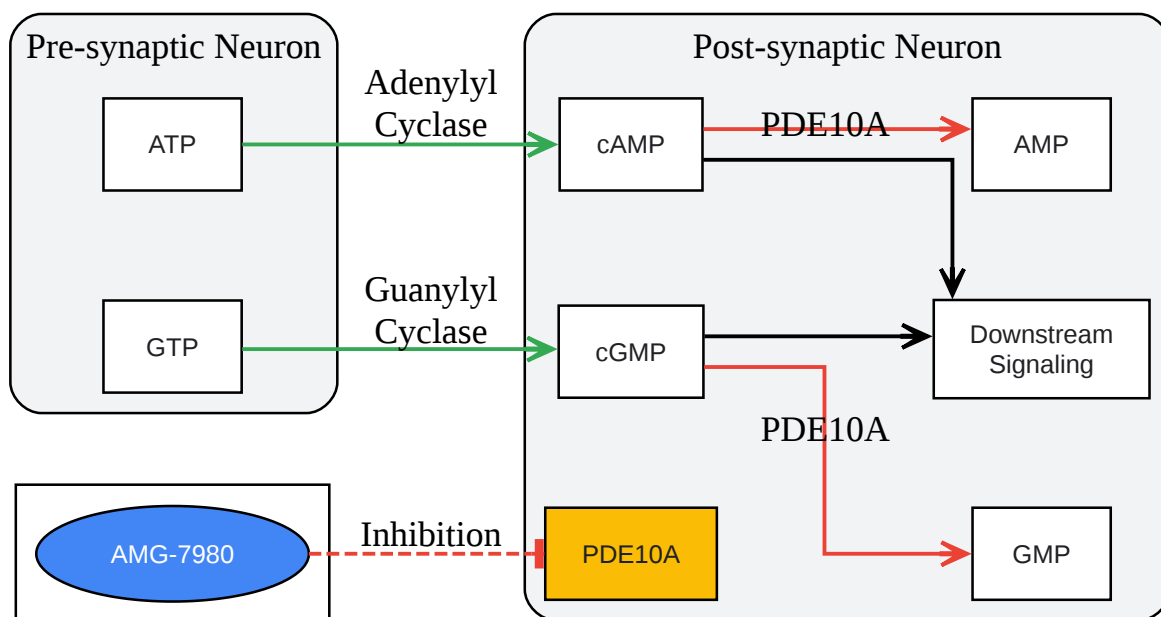 Pre-synaptic Neuron
Post-synaptic Neuron
Adenylyl
Cyclase
ATP
cAMP
PDE10A
AMP
Guanylyl
Cyclase
GTP
cGMP
Downstream
Signaling
PDE10A
AMG-7980
Inhibition
PDE10A
GMP